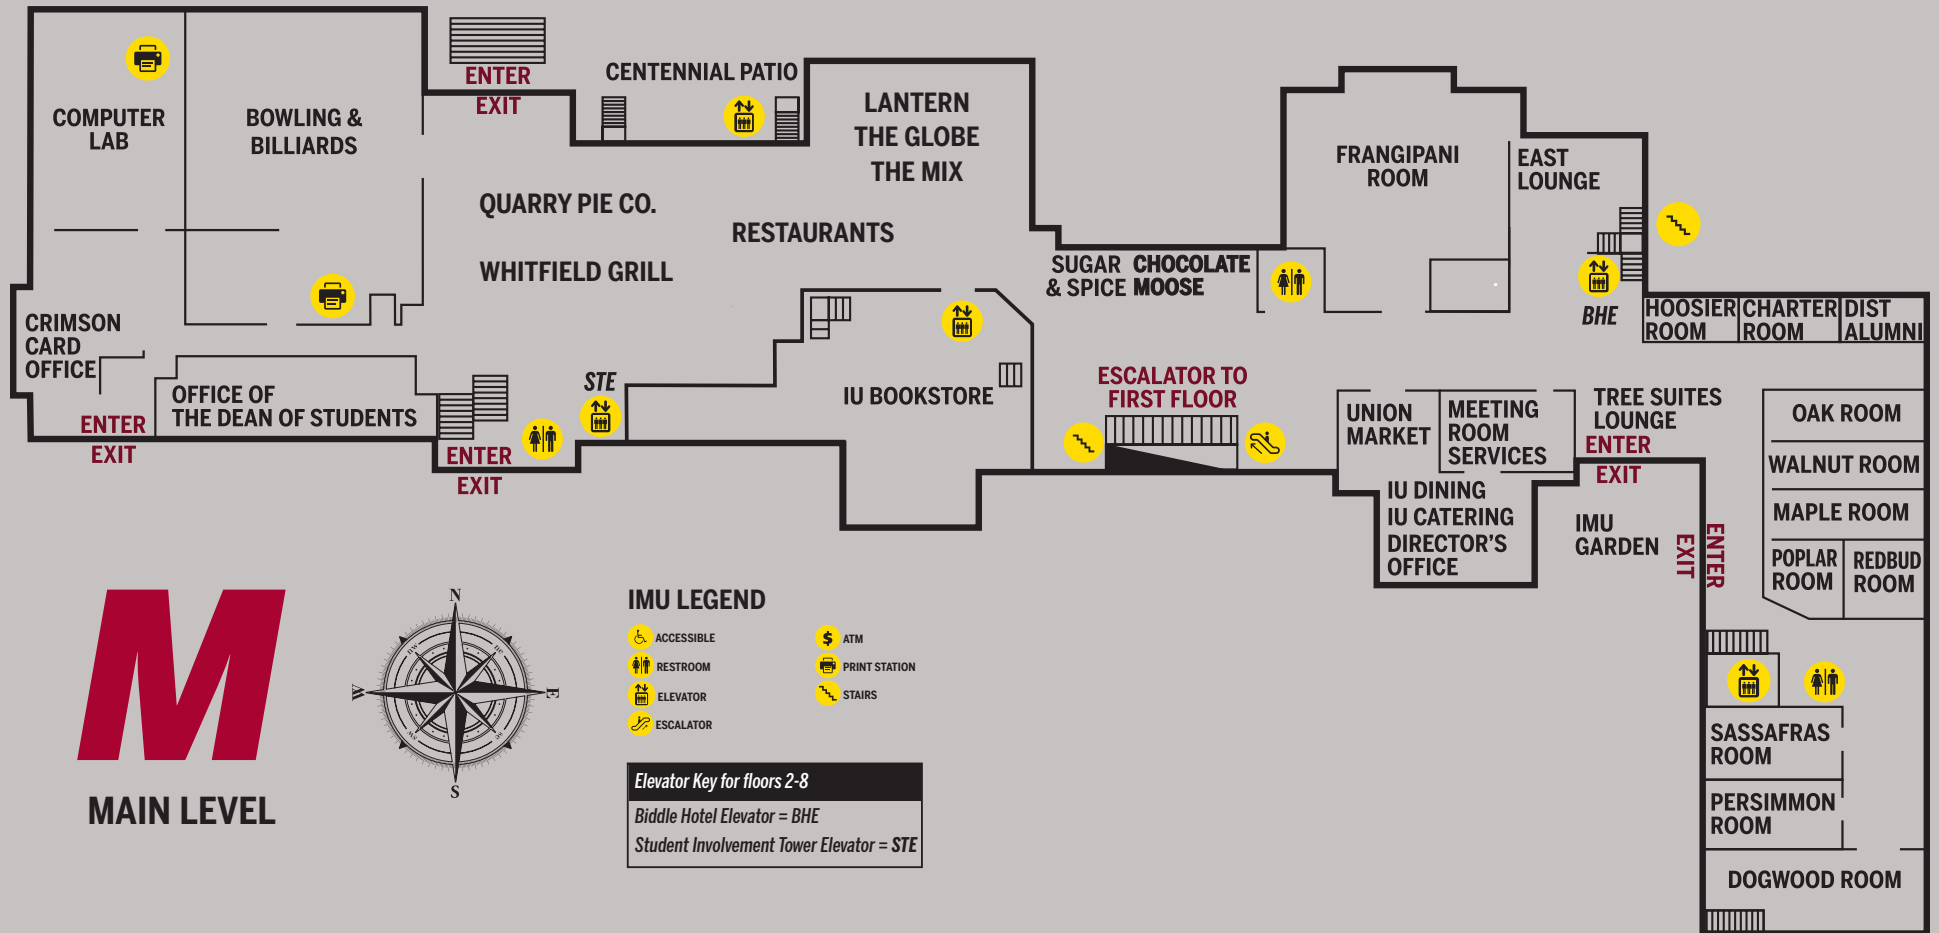 ENTER
EXIT
CENTENNIAL PATIO
COMPUTER
LAB
BOWLING &
BILLIARDS
LANTERN
THE GLOBE
THE MIX
QUARRY PIE CO.
RESTAURANTS
WHITFIELD GRILL
FRANGIPANI
ROOM
EAST
LOUNGE
SUGAR
& SPICE
CHOCOLATE
MOOSE
BHE
HOOSIER
ROOM
CHARTER
ROOM
DIST
ALUMNI
CRIMSON
CARD
OFFICE
OFFICE OF
THE DEAN OF STUDENTS
ENTER
EXIT
ENTER
EXIT
STE
IU BOOKSTORE
ESCALATOR TO
FIRST FLOOR
UNION
MARKET
MEETING
ROOM
SERVICES
TREE SUITES
LOUNGE
ENTER
EXIT
IU DINING
IU CATERING
DIRECTOR'S
OFFICE
IMU
GARDEN
EXIT
ENTER
OAK ROOM
WALNUT ROOM
MAPLE ROOM
POPLAR
ROOM
REDBUD
ROOM
SASSAFRAS
ROOM
PERSIMMON
ROOM
DOGWOOD ROOM
M
MAIN LEVEL
N
ne
E
se
S
sw
W
nw
IMU LEGEND
ACCESSIBLE
RESTROOM
ELEVATOR
ESCALATOR
$ ATM
PRINT STATION
STAIRS
Elevator Key for floors 2-8
Biddle Hotel Elevator = BHE
Student Involvement Tower Elevator = STE